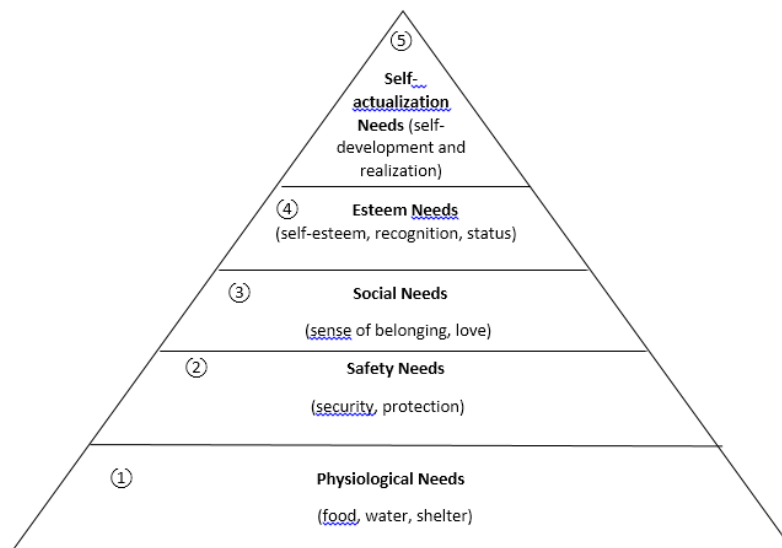 ⑤
Self-
actualization
Needs (self-
development and
realization)
④ Esteem Needs
(self-esteem, recognition, status)
③ Social Needs
(sense of belonging, love)
② Safety Needs
(security, protection)
① Physiological Needs
(food, water, shelter)